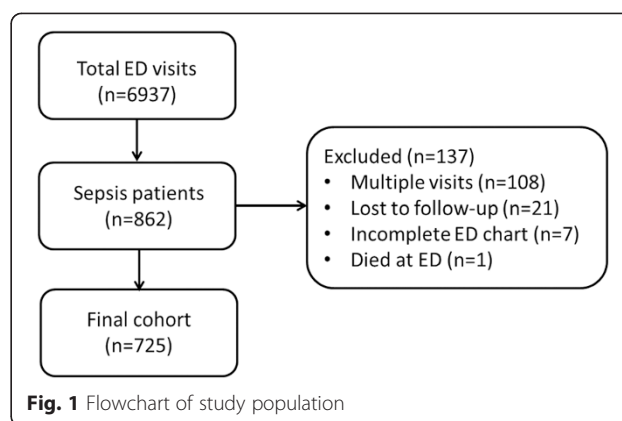 Total ED visits
(n=6937)
Sepsis patients
(n=862)
Excluded (n=137)
• Multiple visits (n=108)
• Lost to follow-up (n=21)
• Incomplete ED chart (n=7)
• Died at ED (n=1)
Final cohort
(n=725)
Fig. 1 Flowchart of study population